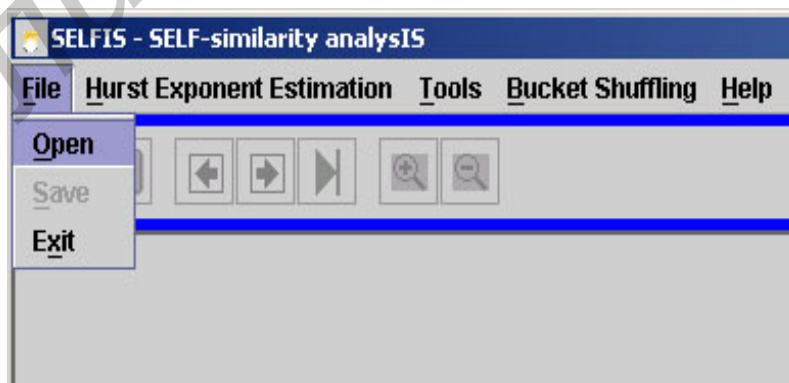 SELFIS - SELF-similarity analysIS
File Hurst Exponent Estimation Tools Bucket Shuffling Help
Open
Save
Exit